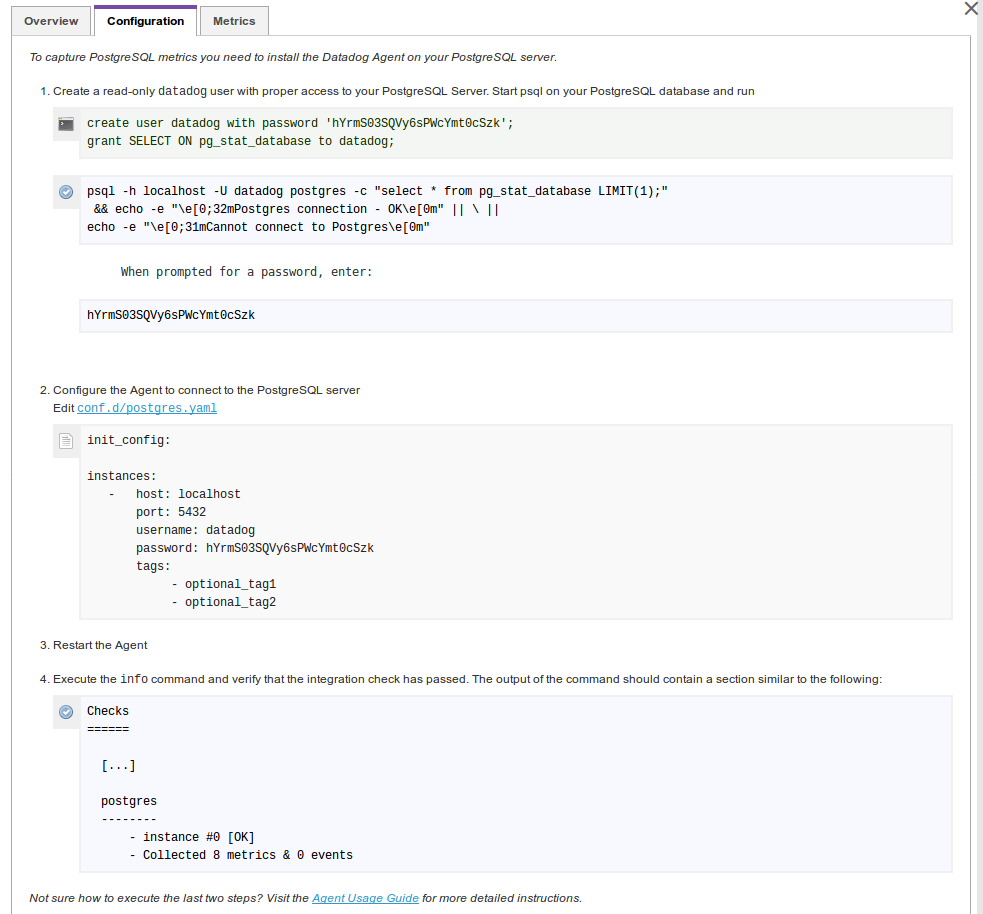 Overview
Configuration
Metrics
To capture PostgreSQL metrics you need to install the Datadog Agent on your PostgreSQL server.
1. Create a read-only datadog user with proper access to your PostgreSQL Server. Start psql on your PostgreSQL database and run
create user datadog with password 'hYrmS03SQVy6sPWcYmt0cSzk';
grant SELECT ON pg_stat_database to datadog;
psql -h localhost -U datadog postgres -c "select * from pg_stat_database LIMIT(1);"
&& echo -e "\e[0;32mPostgres connection - OK\e[0m" || \ ||
echo -e "\e[0;31mCannot connect to Postgres\e[0m"
When prompted for a password, enter:
hYrmS03SQVy6sPWcYmt0cSzk
2. Configure the Agent to connect to the PostgreSQL server
Edit conf.d/postgres.yaml
init_config:
instances:
- host: localhost
port: 5432
username: datadog
password: hYrmS03SQVy6sPWcYmt0cSzk
tags:
- optional_tag1
- optional_tag2
3. Restart the Agent
4. Execute the info command and verify that the integration check has passed. The output of the command should contain a section similar to the following:
Checks
======
[...]
postgres
--------
- instance #0 [OK]
- Collected 8 metrics & 0 events
Not sure how to execute the last two steps? Visit the Agent Usage Guide for more detailed instructions.